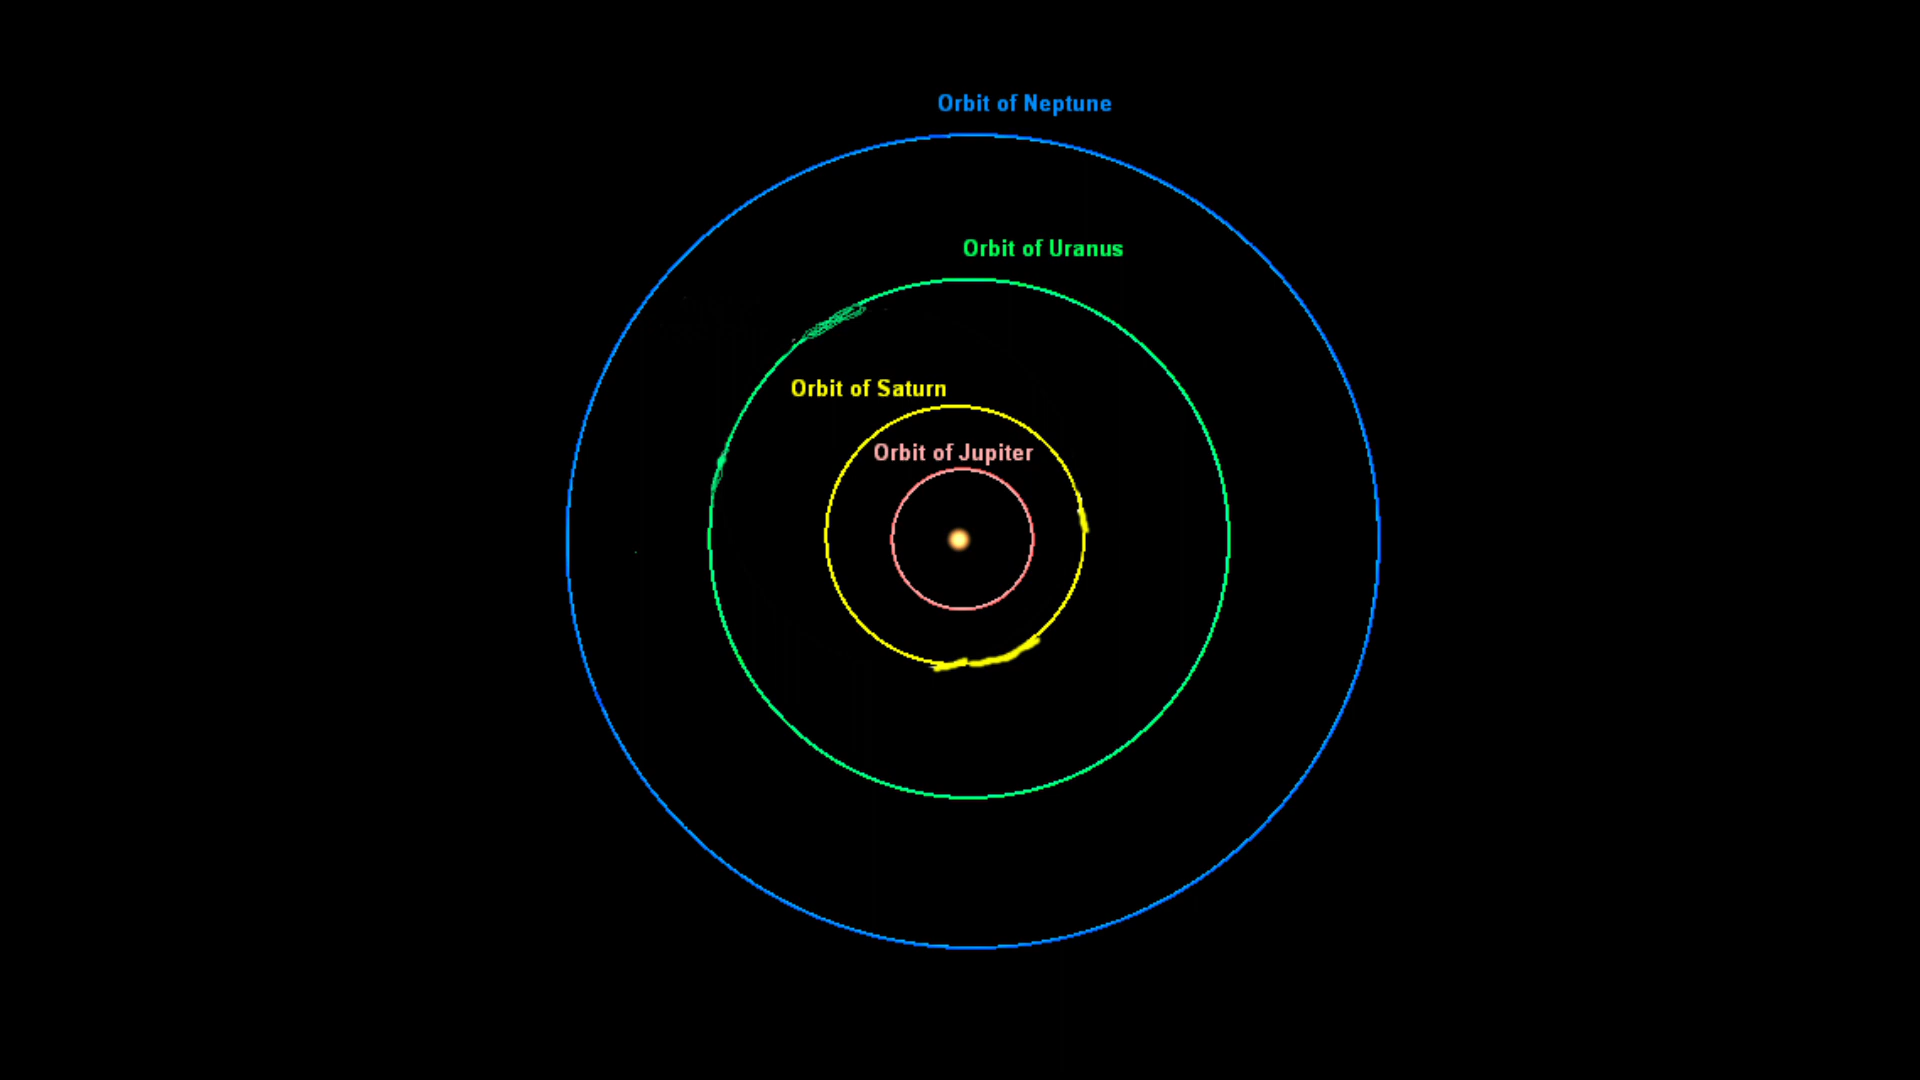 Orbit of Neptune
Orbit of Uranus
Orbit of Saturn
Orbit of Jupiter